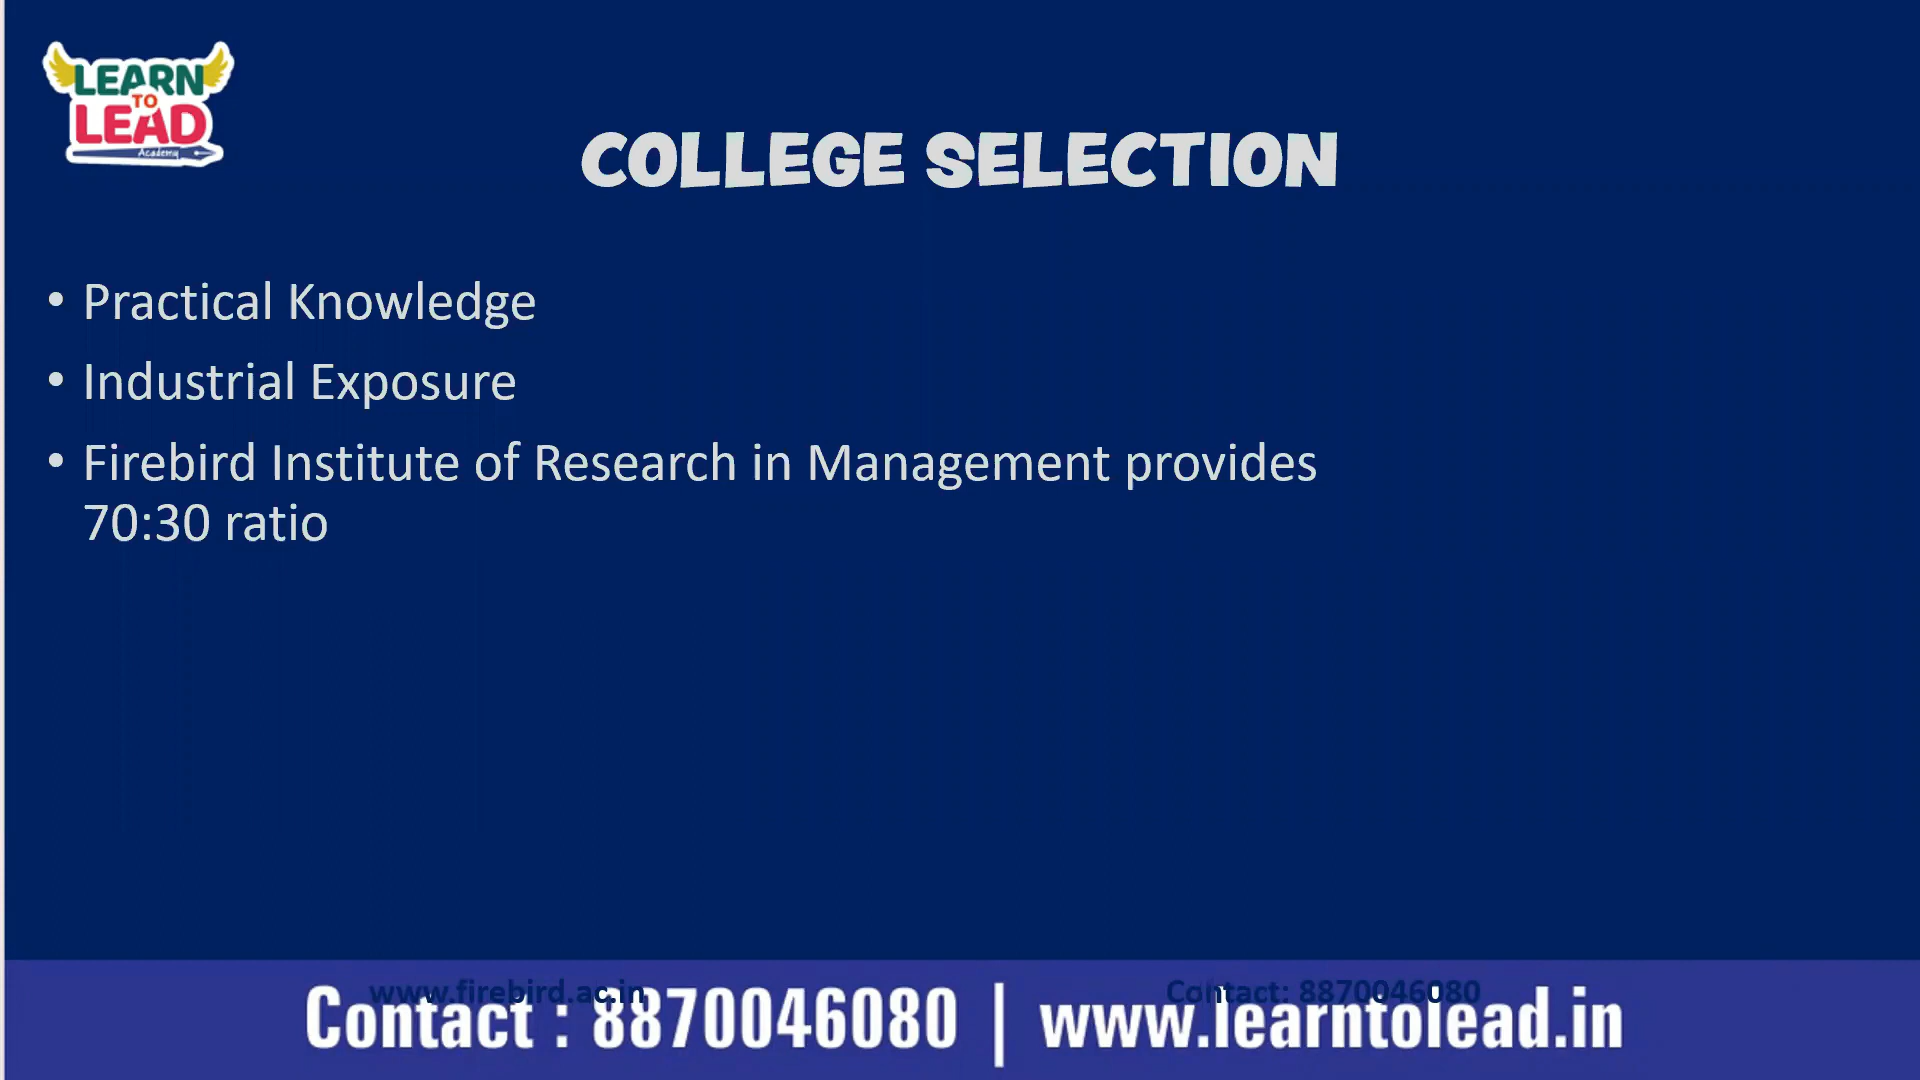 LEARN
TO
LEAD
Academy
COLLEGE SELECTION
• Practical Knowledge
• Industrial Exposure
• Firebird Institute of Research in Management provides
70:30 ratio
www.firebird.ac.in
Contact: 8870046080
Contact : 8870046080 | www.learntolead.in